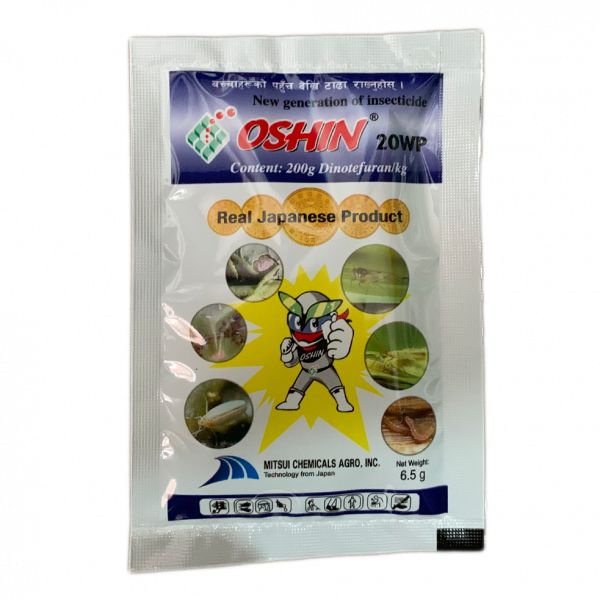 बच्चाहरूको पहुँच देखि टाढा राख्नुहोस् ।
New generation of insecticide
OSHIN® 20WP
Content: 200g Dinotefuran/kg
Real Japanese Product
OSHIN
MITSUI CHEMICALS AGRO, INC.
Technology from Japan
Net Weight:
6.5 g